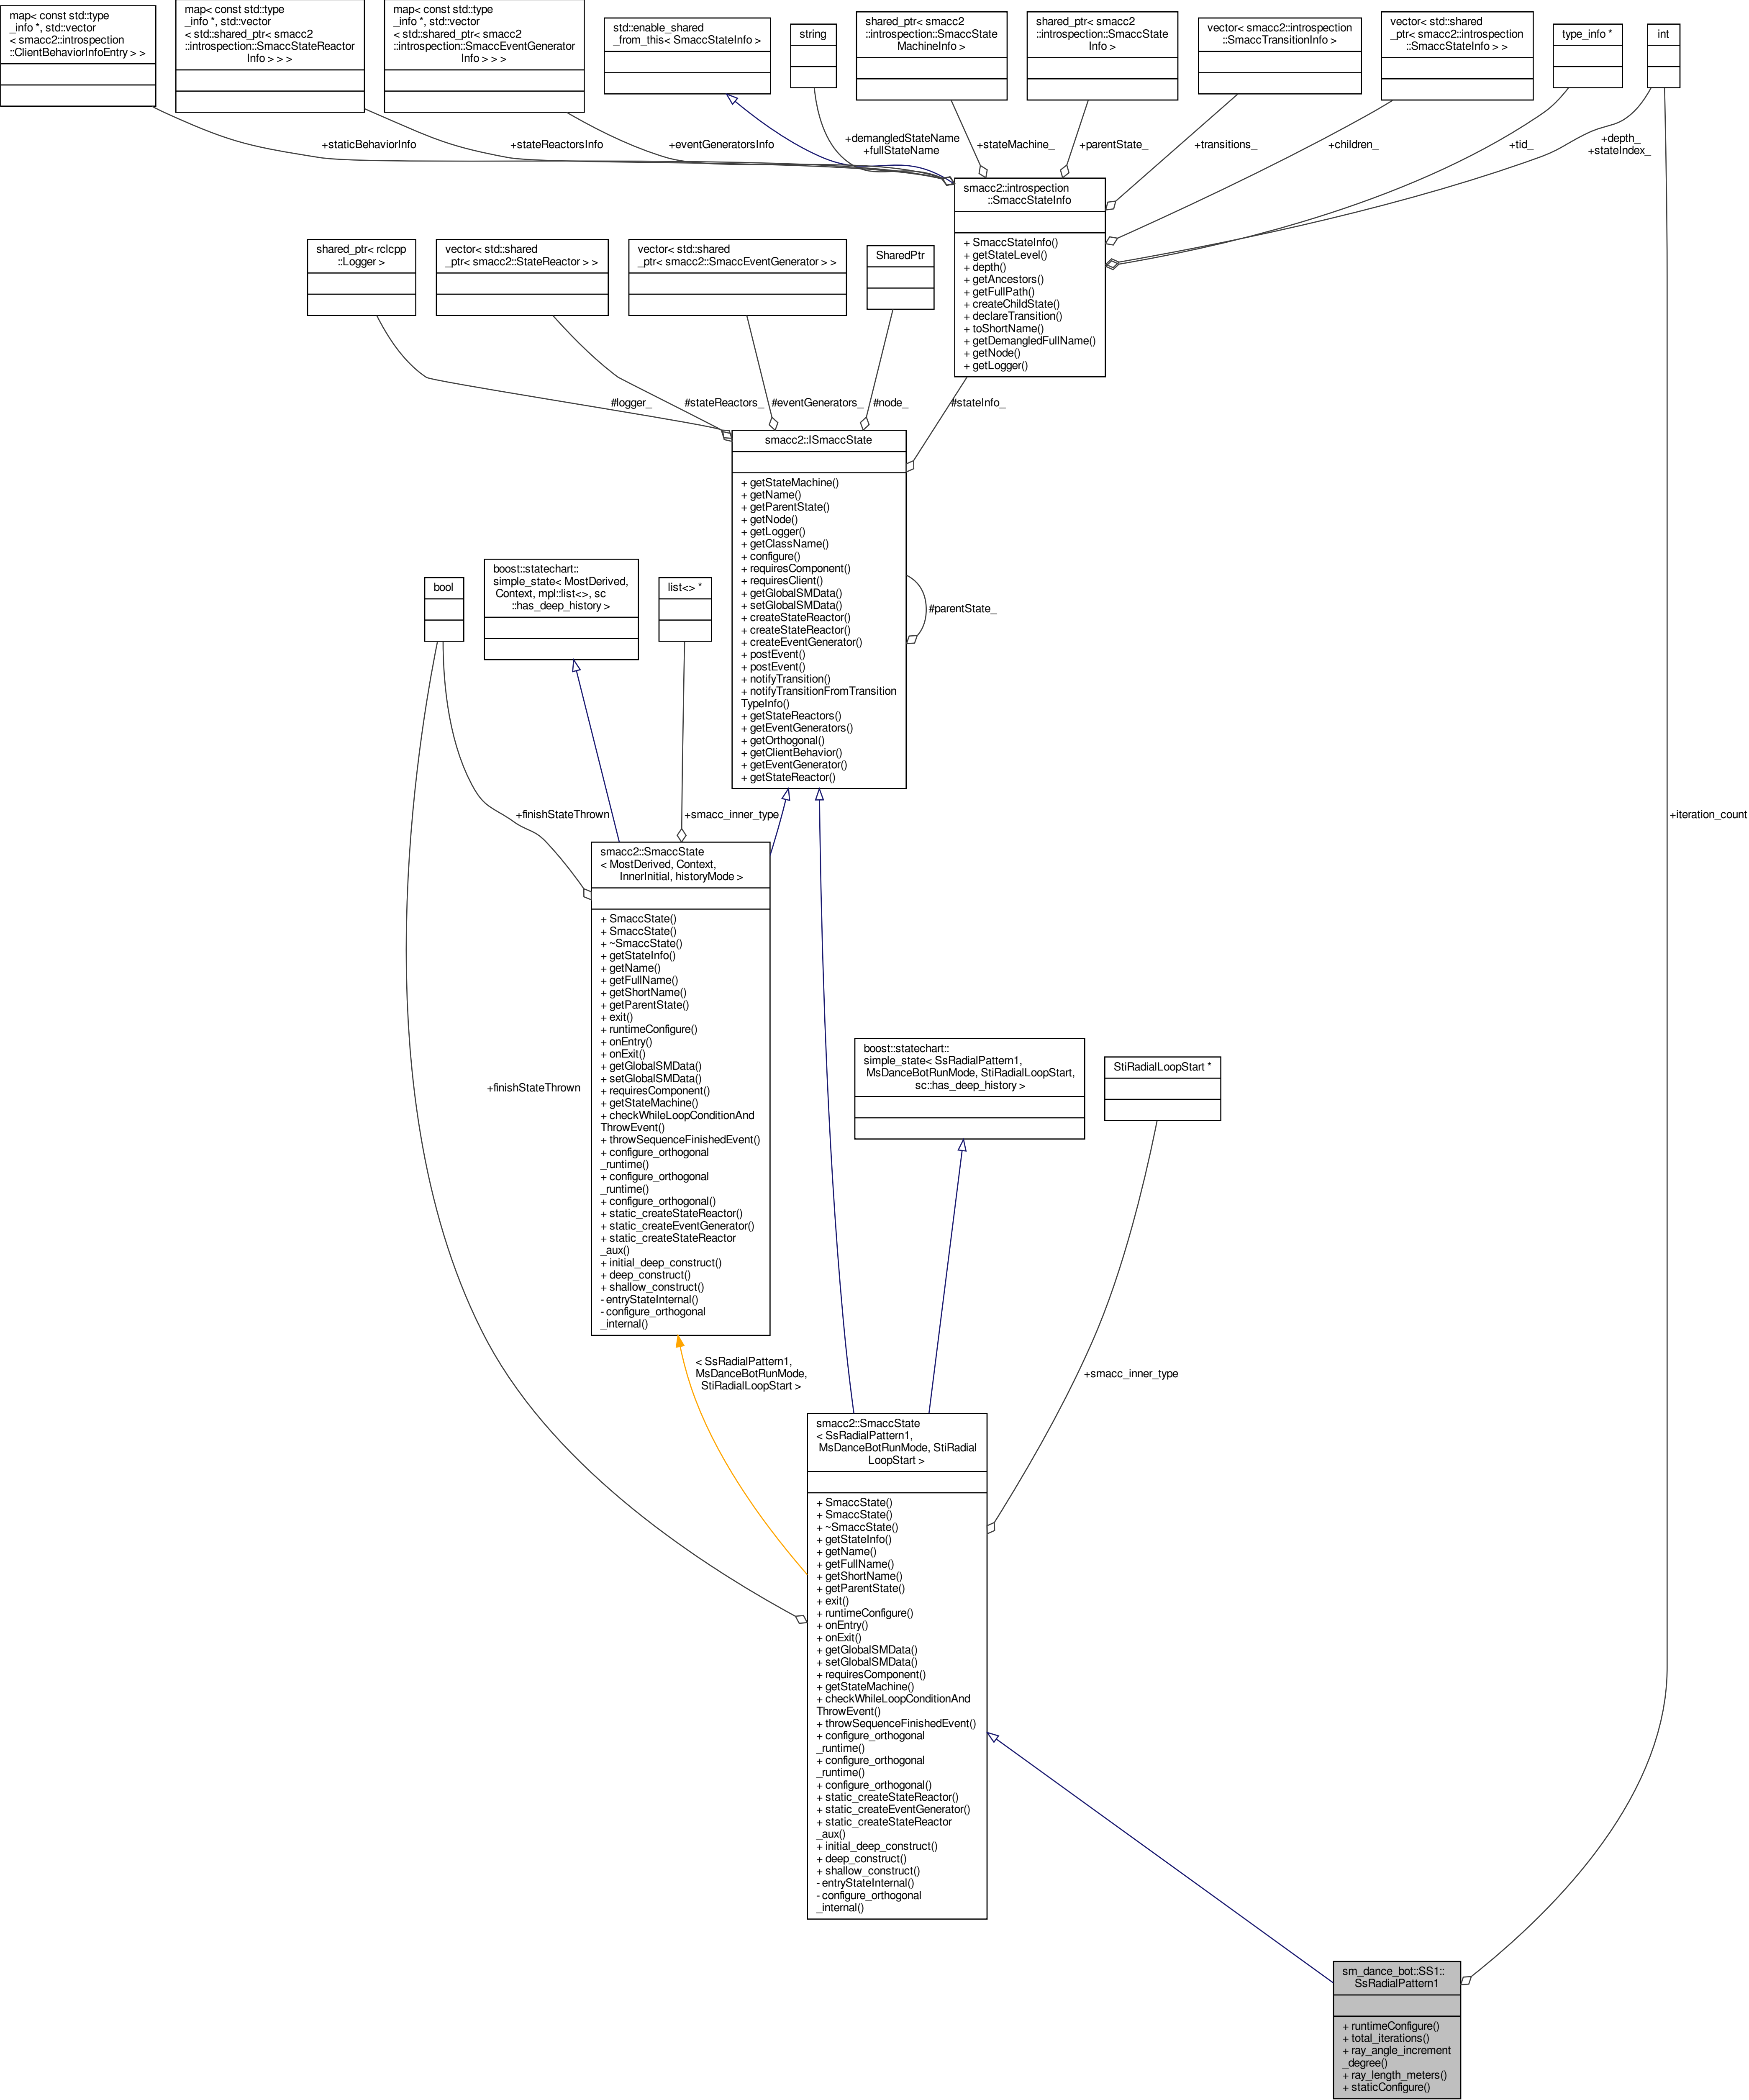 map< const std::type
_info *, std::vector
< smacc2::introspection
::ClientBehaviorInfoEntry > >
map< const std::type
_info *, std::vector
< std::shared_ptr< smacc2
::introspection::SmaccStateReactor
Info > > >
map< const std::type
_info *, std::vector
< std::shared_ptr< smacc2
::introspection::SmaccEventGenerator
Info > > >
std::enable_shared
_from_this< SmaccStateInfo >
string
shared_ptr< smacc2
::introspection::SmaccState
MachineInfo >
shared_ptr< smacc2
::introspection::SmaccState
Info >
vector< smacc2::introspection
::SmaccTransitionInfo >
vector< std::shared
_ptr< smacc2::introspection
::SmaccStateInfo > >
type_info *
int
+staticBehaviorInfo
+stateReactorsInfo
+eventGeneratorsInfo
+demangledStateName
+fullStateName
+stateMachine_
+parentState_
+transitions_
+children_
+tid_
+depth_
+stateIndex_
smacc2::introspection
::SmaccStateInfo
+ SmaccStateInfo()
+ getStateLevel()
+ depth()
+ getAncestors()
+ getFullPath()
+ createChildState()
+ declareTransition()
+ toShortName()
+ getDemangledFullName()
+ getNode()
+ getLogger()
shared_ptr< rclcpp
::Logger >
vector< std::shared
_ptr< smacc2::StateReactor > >
vector< std::shared
_ptr< smacc2::SmaccEventGenerator > >
SharedPtr
#logger_
#stateReactors_
#eventGenerators_
#node_
#stateInfo_
smacc2::ISmaccState
+ getStateMachine()
+ getName()
+ getParentState()
+ getNode()
+ getLogger()
+ getClassName()
+ configure()
+ requiresComponent()
+ requiresClient()
+ getGlobalSMData()
+ setGlobalSMData()
+ createStateReactor()
+ createStateReactor()
+ createEventGenerator()
+ postEvent()
+ postEvent()
+ notifyTransition()
+ notifyTransitionFromTransition
TypeInfo()
+ getStateReactors()
+ getEventGenerators()
+ getOrthogonal()
+ getClientBehavior()
+ getEventGenerator()
+ getStateReactor()
#parentState_
bool
boost::statechart::
simple_state< MostDerived,
Context, mpl::list<>, sc
::has_deep_history >
list<> *
+finishStateThrown
+smacc_inner_type
+iteration_count
smacc2::SmaccState
< MostDerived, Context,
InnerInitial, historyMode >
+ SmaccState()
+ SmaccState()
+ ~SmaccState()
+ getStateInfo()
+ getName()
+ getFullName()
+ getShortName()
+ getParentState()
+ exit()
+ runtimeConfigure()
+ onEntry()
+ onExit()
+ getGlobalSMData()
+ setGlobalSMData()
+ requiresComponent()
+ getStateMachine()
+ checkWhileLoopConditionAnd
ThrowEvent()
+ throwSequenceFinishedEvent()
+ configure_orthogonal
_runtime()
+ configure_orthogonal
_runtime()
+ configure_orthogonal()
+ static_createStateReactor()
+ static_createEventGenerator()
+ static_createStateReactor
_aux()
+ initial_deep_construct()
+ deep_construct()
+ shallow_construct()
- entryStateInternal()
- configure_orthogonal
_internal()
+finishStateThrown
boost::statechart::
simple_state< SsRadialPattern1,
MsDanceBotRunMode, StiRadialLoopStart,
sc::has_deep_history >
StiRadialLoopStart *
< SsRadialPattern1,
MsDanceBotRunMode,
StiRadialLoopStart >
+smacc_inner_type
smacc2::SmaccState
< SsRadialPattern1,
MsDanceBotRunMode, StiRadial
LoopStart >
+ SmaccState()
+ SmaccState()
+ ~SmaccState()
+ getStateInfo()
+ getName()
+ getFullName()
+ getShortName()
+ getParentState()
+ exit()
+ runtimeConfigure()
+ onEntry()
+ onExit()
+ getGlobalSMData()
+ setGlobalSMData()
+ requiresComponent()
+ getStateMachine()
+ checkWhileLoopConditionAnd
ThrowEvent()
+ throwSequenceFinishedEvent()
+ configure_orthogonal
_runtime()
+ configure_orthogonal
_runtime()
+ configure_orthogonal()
+ static_createStateReactor()
+ static_createEventGenerator()
+ static_createStateReactor
_aux()
+ initial_deep_construct()
+ deep_construct()
+ shallow_construct()
- entryStateInternal()
- configure_orthogonal
_internal()
sm_dance_bot::SS1::
SsRadialPattern1
+ runtimeConfigure()
+ total_iterations()
+ ray_angle_increment
_degree()
+ ray_length_meters()
+ staticConfigure()